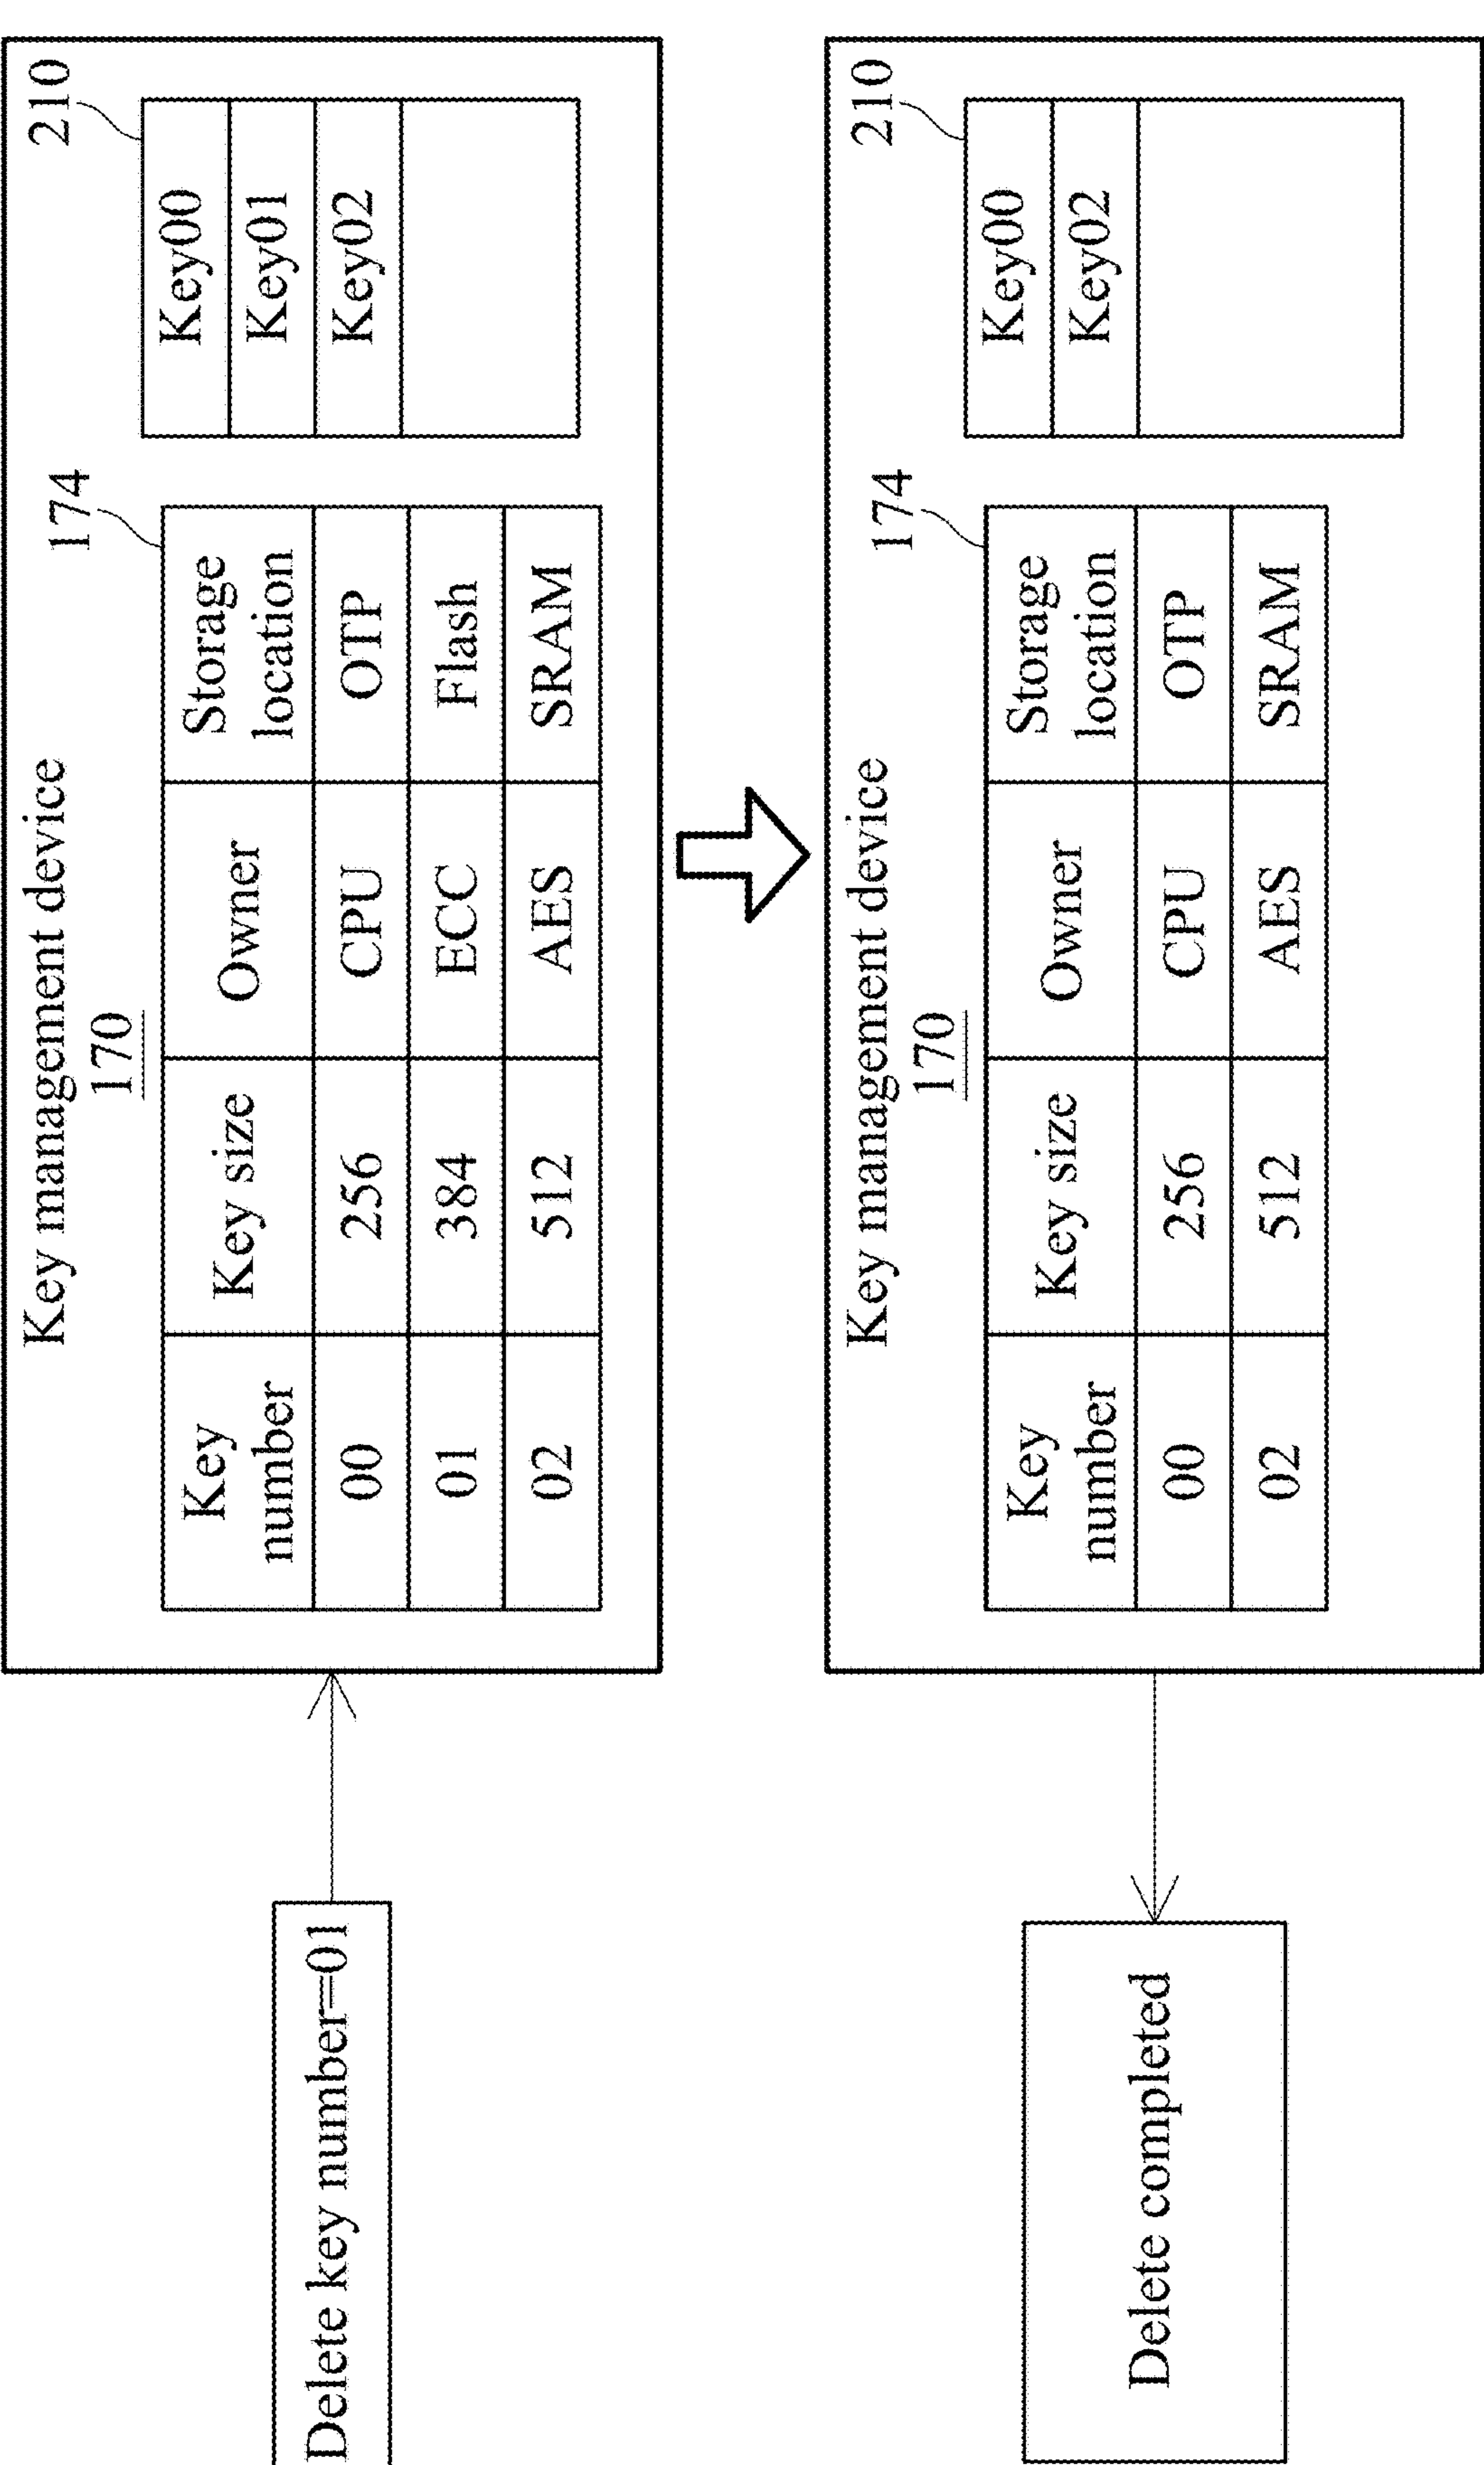 Key management device
170
174
210
Key number Key size Owner Storage location
00 256 CPU OTP
01 384 ECC Flash
02 512 AES SRAM
Key00
Key01
Key02
Delete key number=01
Key management device
170
174
210
Key number Key size Owner Storage location
00 256 CPU OTP
02 512 AES SRAM
Key00
Key02
Delete completed